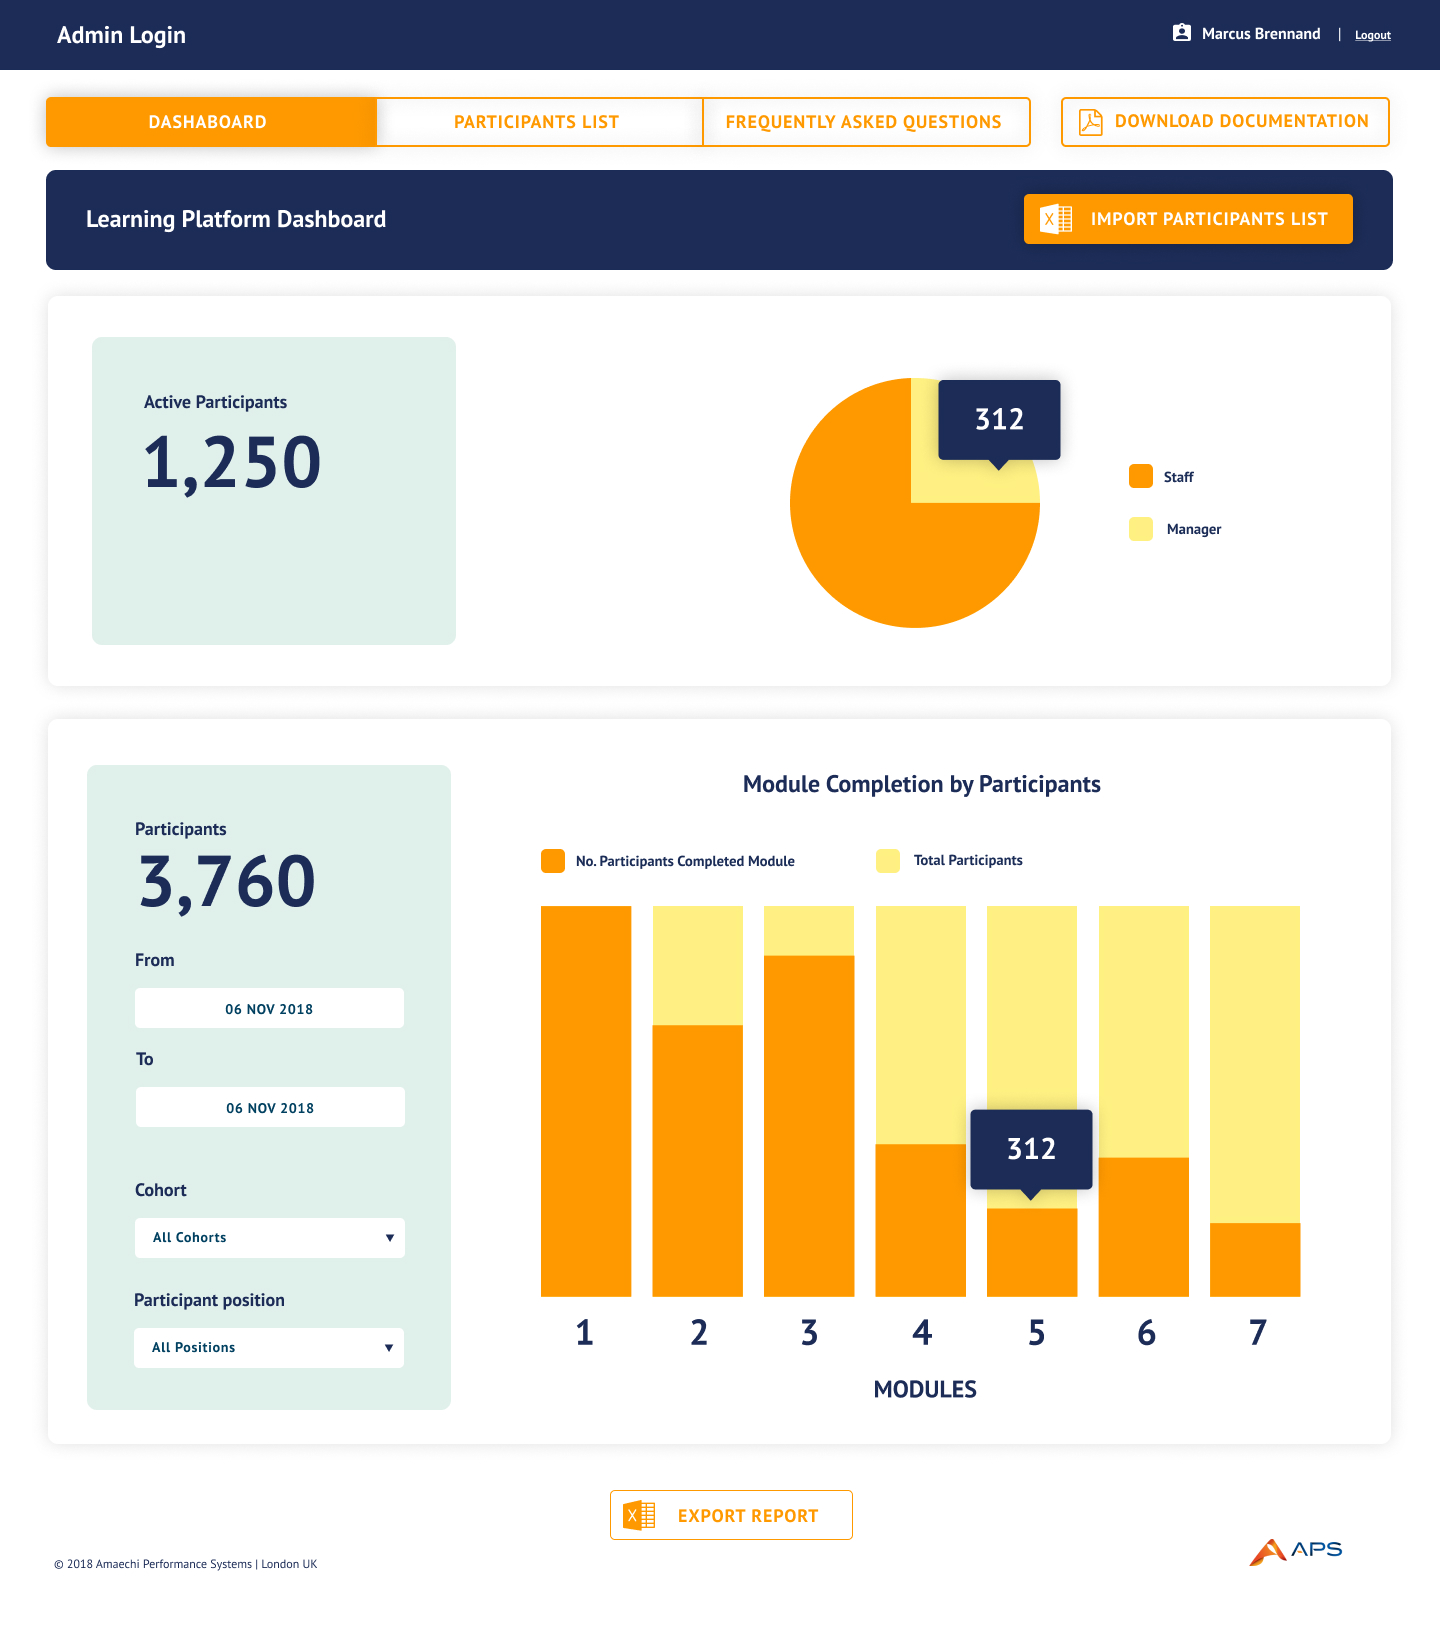 Admin Login
Marcus Brennand | Logout
DASHABOARD
PARTICIPANTS LIST
FREQUENTLY ASKED QUESTIONS
DOWNLOAD DOCUMENTATION
Learning Platform Dashboard
X IMPORT PARTICIPANTS LIST
Active Participants
1,250
312
Staff
Manager
Participants
3,760
From
06 NOV 2018
To
06 NOV 2018
Cohort
All Cohorts
Participant position
All Positions
Module Completion by Participants
No. Participants Completed Module
Total Participants
312
1 2 3 4 5 6 7
MODULES
X EXPORT REPORT
© 2018 Amaechi Performance Systems | London UK
APS